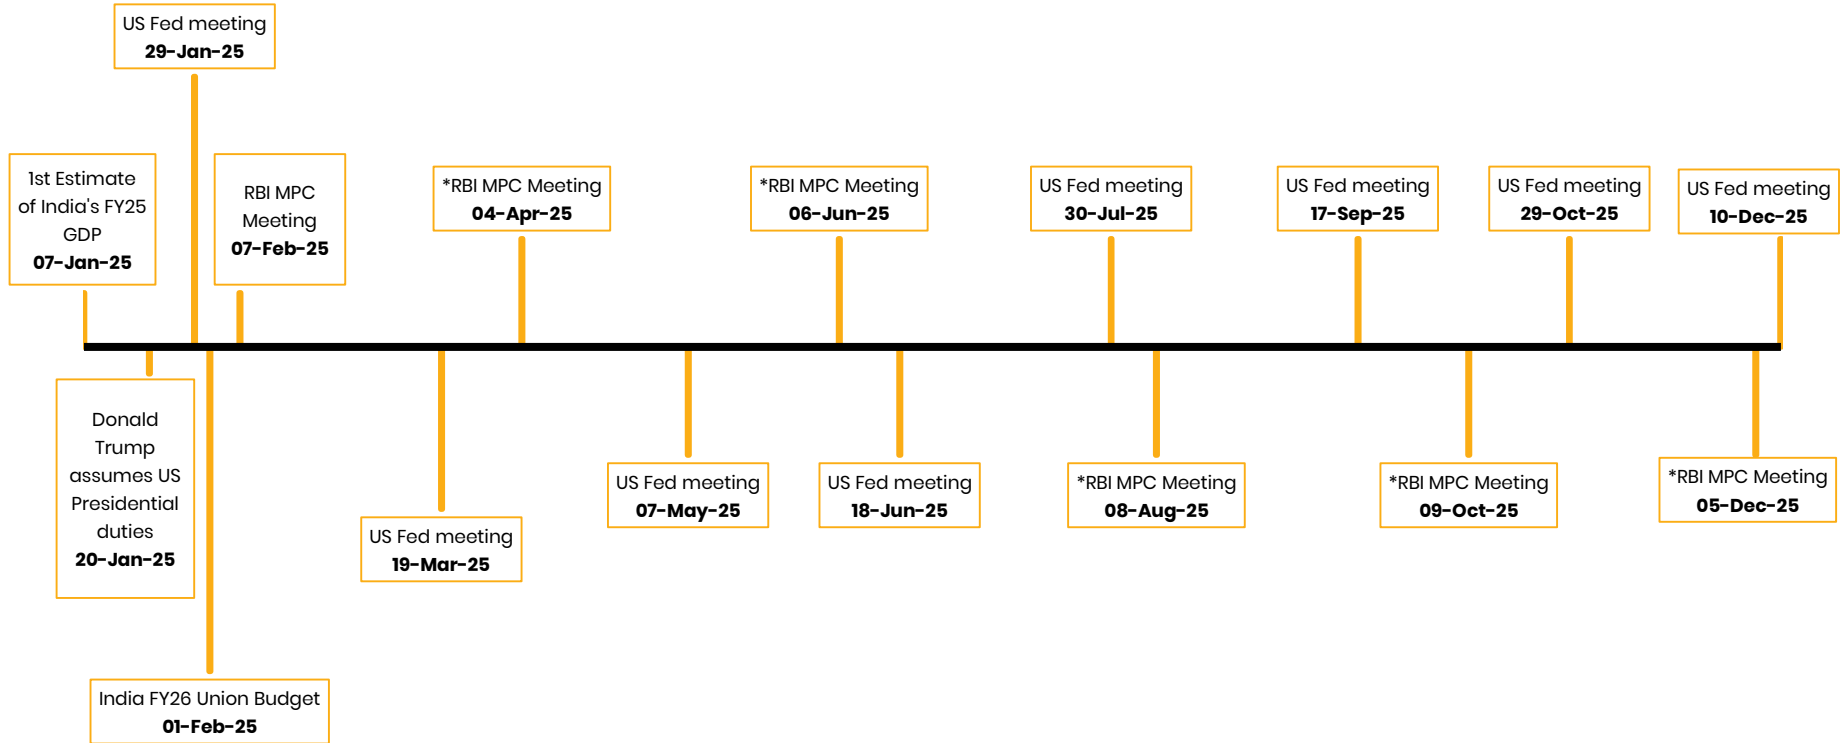 US Fed meeting
29-Jan-25
1st Estimate
of India's FY25
GDP
07-Jan-25
RBI MPC
Meeting
07-Feb-25
*RBI MPC Meeting
04-Apr-25
*RBI MPC Meeting
06-Jun-25
US Fed meeting
30-Jul-25
US Fed meeting
17-Sep-25
US Fed meeting
29-Oct-25
US Fed meeting
10-Dec-25
Donald
Trump
assumes US
Presidential
duties
20-Jan-25
US Fed meeting
19-Mar-25
US Fed meeting
07-May-25
US Fed meeting
18-Jun-25
*RBI MPC Meeting
08-Aug-25
*RBI MPC Meeting
09-Oct-25
*RBI MPC Meeting
05-Dec-25
India FY26 Union Budget
01-Feb-25